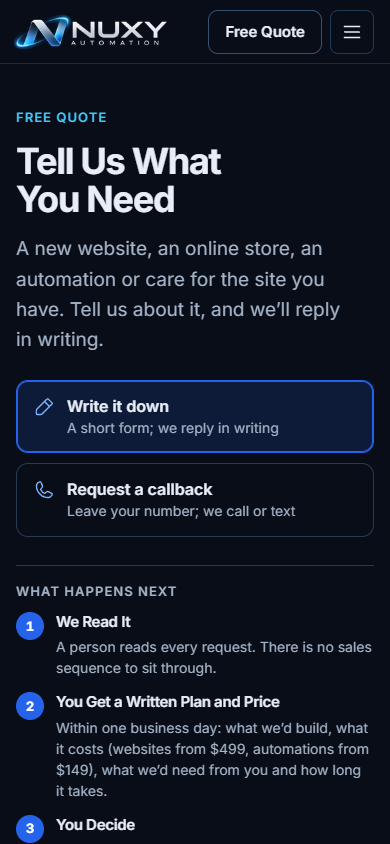 NUXY
AUTOMATION
Free Quote
FREE QUOTE
Tell Us What
You Need
A new website, an online store, an
automation or care for the site you
have. Tell us about it, and we’ll reply
in writing.
Write it down
A short form; we reply in writing
Request a callback
Leave your number; we call or text
WHAT HAPPENS NEXT
1
We Read It
A person reads every request. There is no sales
sequence to sit through.
2
You Get a Written Plan and Price
Within one business day: what we’d build, what
it costs (websites from $499, automations from
$149), what we’d need from you and how long
it takes.
3
You Decide